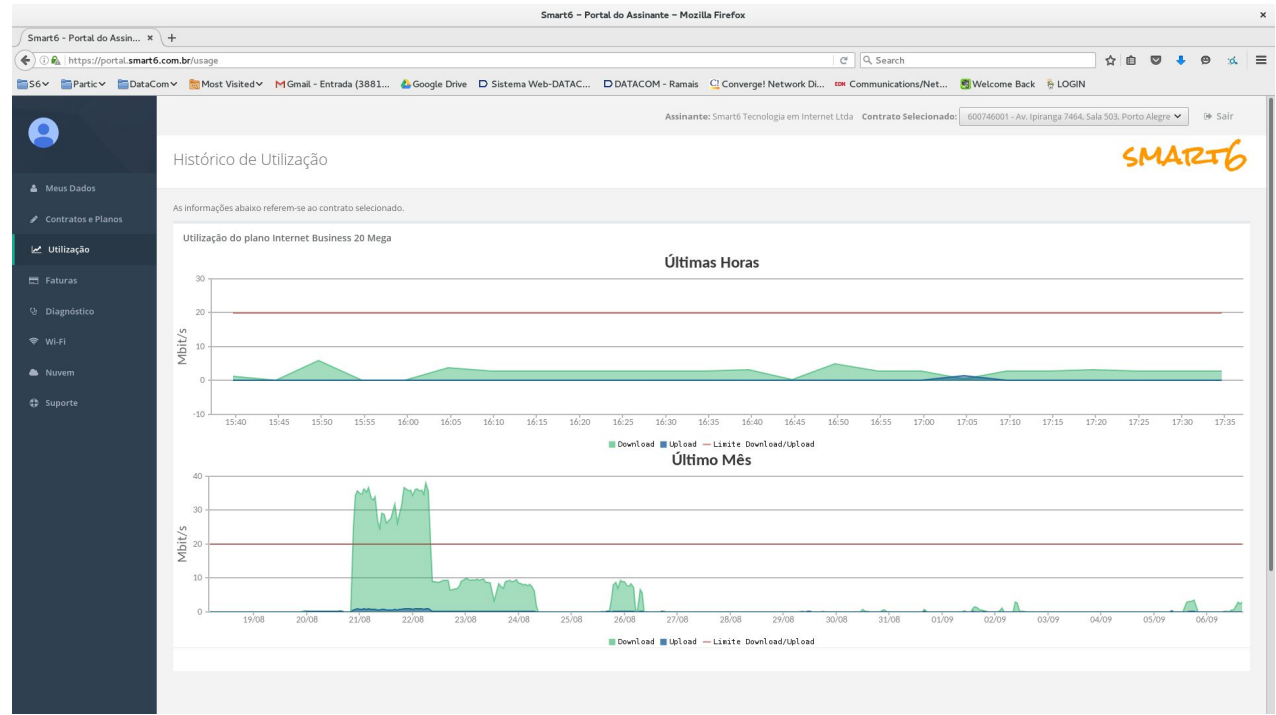 Smart6 – Portal do Assinante – Mozilla Firefox
Smart6 - Portal do Assin... × +
https://portal.smart6.com.br/usage
Search
S6 Partic DataCom Most Visited Gmail - Entrada (3881... Google Drive Sistema Web-DATAC... DATACOM - Ramais Converge! Network Di... Communications/Net... Welcome Back LOGIN
Assinante: Smart6 Tecnologia em Internet Ltda Contrato Selecionado: 600746001 - Av. Ipiranga 7464, Sala 503, Porto Alegre Sair
Histórico de Utilização
SMART6
Meus Dados
Contratos e Planos
Utilização
Faturas
Diagnóstico
Wi-Fi
Nuvem
Suporte
As informações abaixo referem-se ao contrato selecionado.
Utilização do plano Internet Business 20 Mega
Últimas Horas
Mbit/s
30
20
10
0
-10
15:40 15:45 15:50 15:55 16:00 16:05 16:10 16:15 16:20 16:25 16:30 16:35 16:40 16:45 16:50 16:55 17:00 17:05 17:10 17:15 17:20 17:25 17:30 17:35
Download Upload Limite Download/Upload
Último Mês
Mbit/s
40
30
20
10
0
19/08 20/08 21/08 22/08 23/08 24/08 25/08 26/08 27/08 28/08 29/08 30/08 31/08 01/09 02/09 03/09 04/09 05/09 06/09
Download Upload Limite Download/Upload